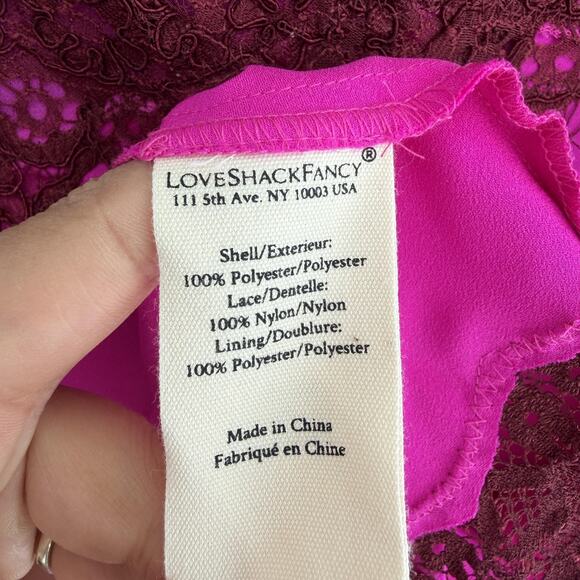 LOVESHACKFANCY®
111 5th Ave. NY 10003 USA
Shell/Exterieur:
100% Polyester/Polyester
Lace/Dentelle:
100% Nylon/Nylon
Lining/Doublure:
100% Polyester/Polyester
Made in China
Fabriqué en Chine